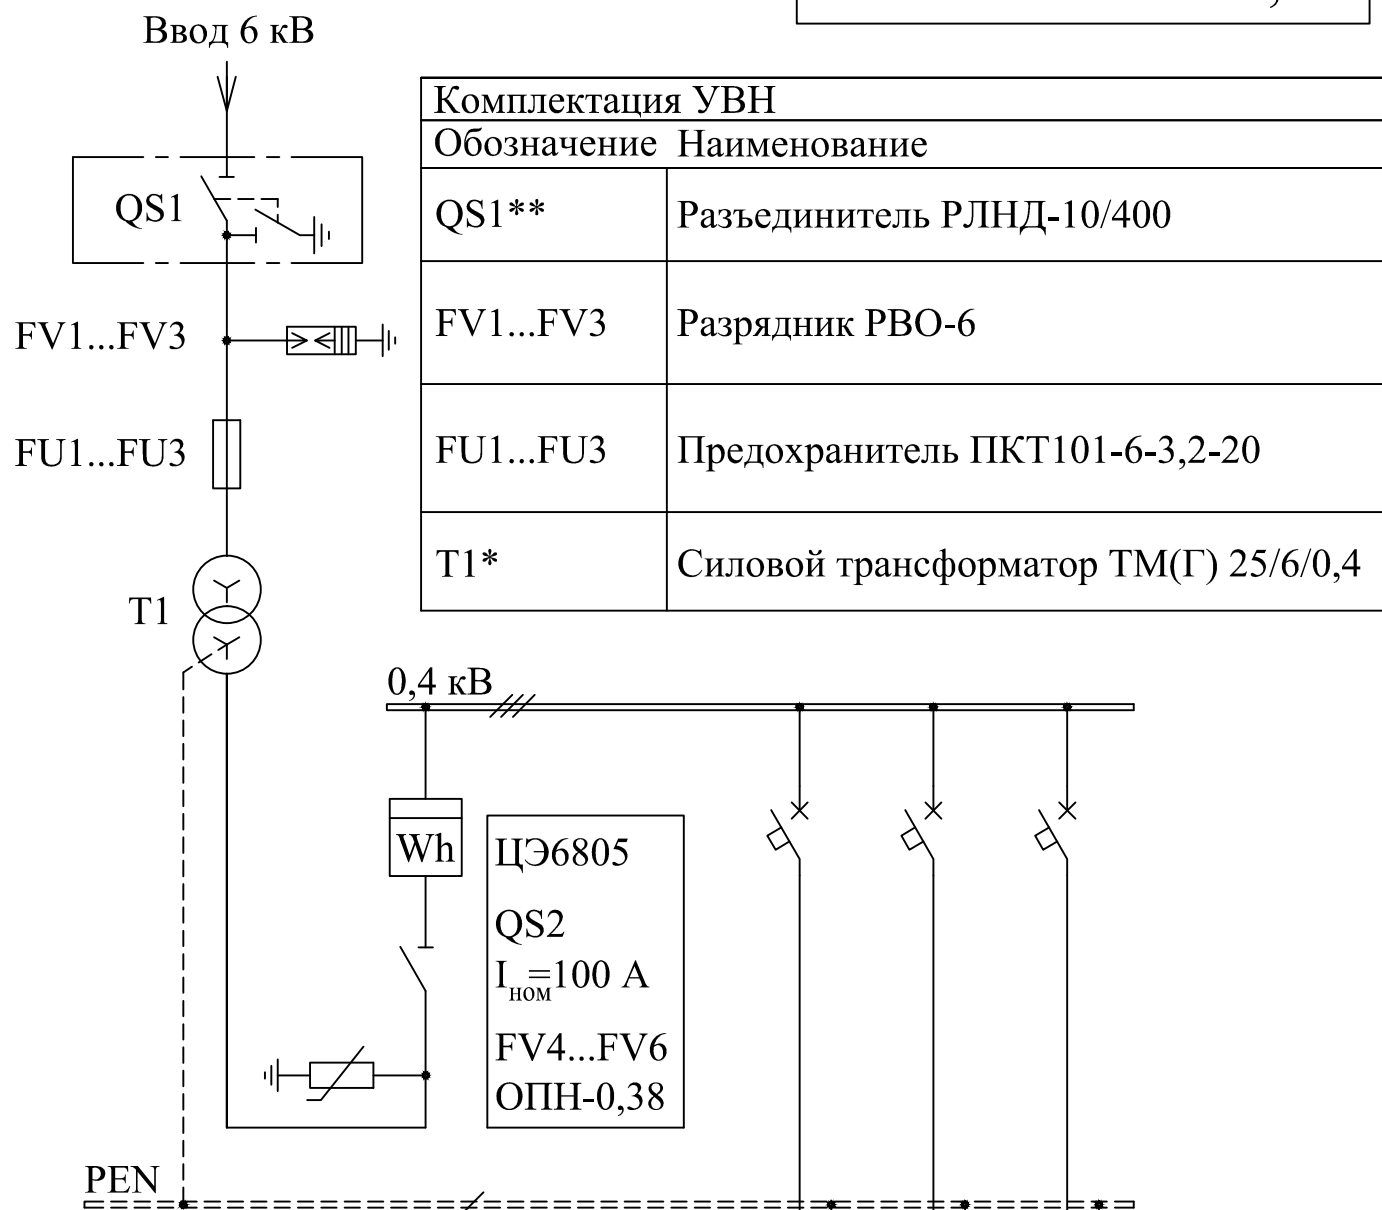 Ввод 6 кВ
Комплектация УВН
Обозначение Наименование
QS1
QS1** Разъединитель РЛНД-10/400
FV1...FV3
FV1...FV3 Разрядник РВО-6
FU1...FU3
FU1...FU3 Предохранитель ПКТ101-6-3,2-20
T1
T1* Силовой трансформатор ТМ(Г) 25/6/0,4
0,4 кВ
Wh
ЦЭ6805
QS2
Iном=100 А
FV4...FV6
ОПН-0,38
PEN